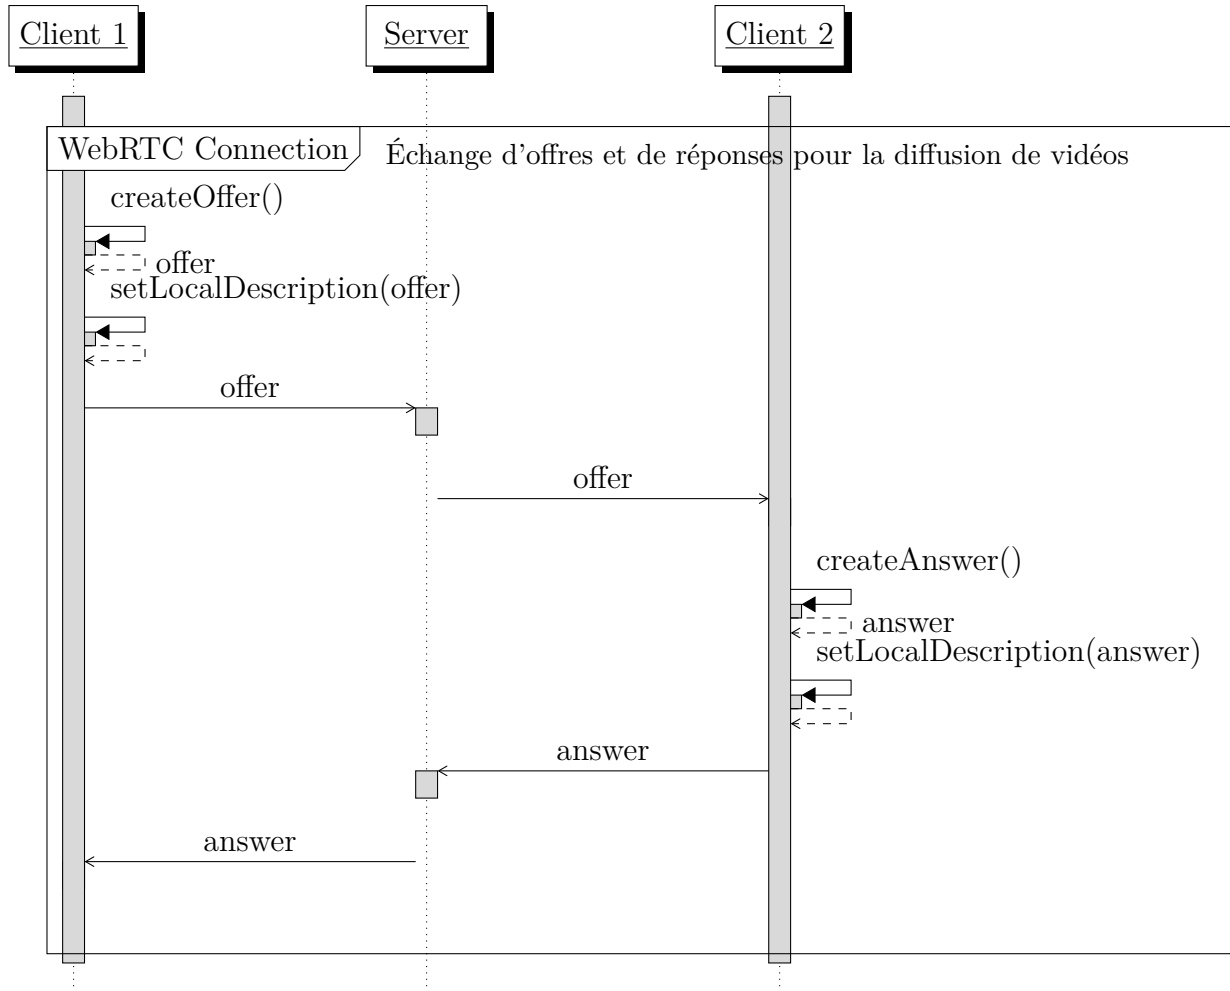 Client 1
Server
Client 2
WebRTC Connection
Échange d'offres et de réponses pour la diffusion de vidéos
createOffer()
offer
setLocalDescription(offer)
offer
offer
createAnswer()
answer
setLocalDescription(answer)
answer
answer